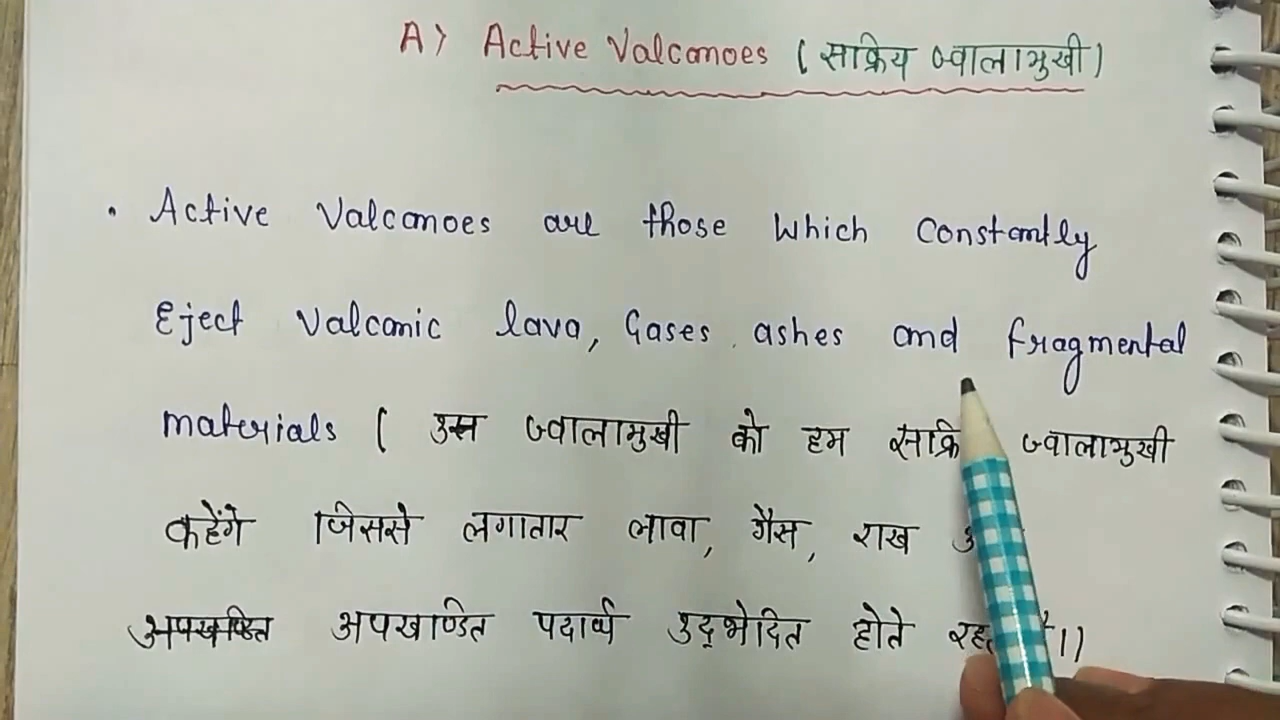 A) Active Valcanoes (सक्रिय ज्वालामुखी)
• Active Valcanoes are those which constantly
Eject valcanic lava, Gases, ashes and fragmental
materials ( उस ज्वालामुखी को हम ज्वालामुखी
कहेंगे जिससे लगातार लावा, गैस, राख
अपखण्डित अपखण्डित पदार्थ उद्भेदित होते